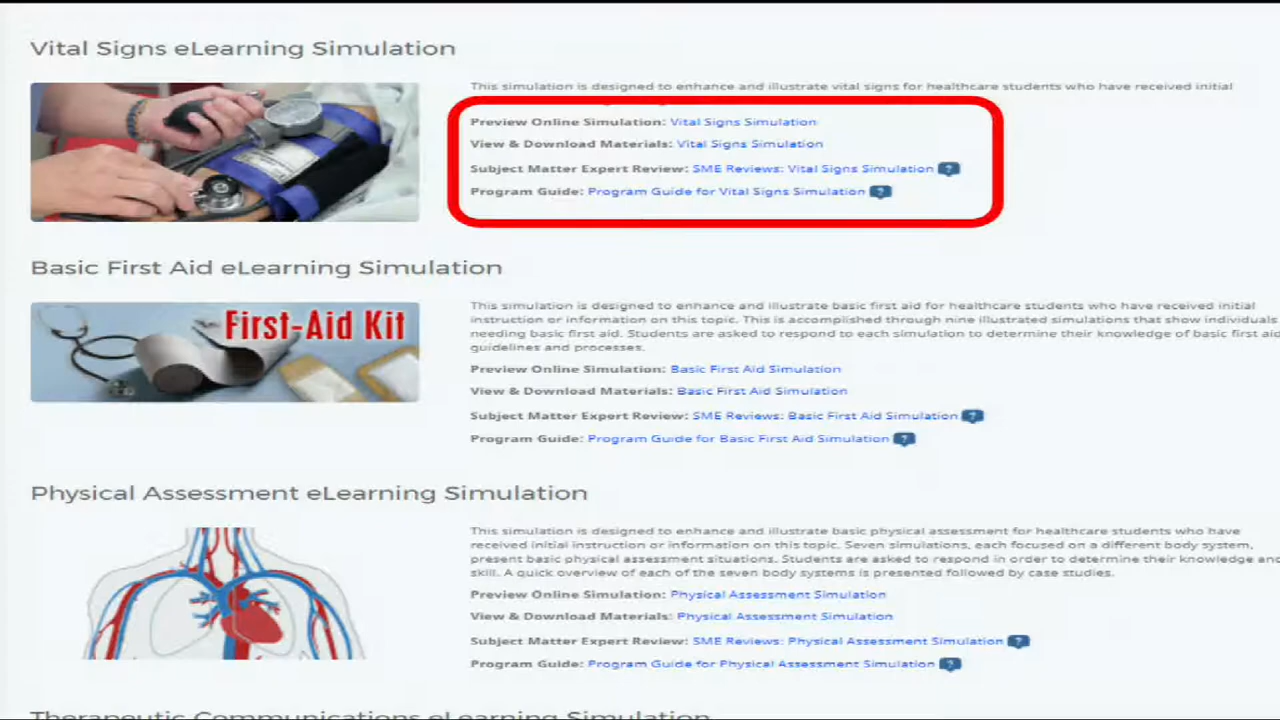 Vital Signs eLearning Simulation
This simulation is designed to enhance and illustrate vital signs for healthcare students who have received initial
Preview Online Simulation: Vital Signs Simulation
View & Download Materials: Vital Signs Simulation
Subject Matter Expert Review: SME Reviews: Vital Signs Simulation ?
Program Guide: Program Guide for Vital Signs Simulation ?
Basic First Aid eLearning Simulation
First-Aid Kit
This simulation is designed to enhance and illustrate basic first aid for healthcare students who have received initial
instruction or information on this topic. This is accomplished through nine illustrated simulations that show individuals
needing basic first aid. Students are asked to respond to each simulation to determine their knowledge of basic first aid
guidelines and processes.
Preview Online Simulation: Basic First Aid Simulation
View & Download Materials: Basic First Aid Simulation
Subject Matter Expert Review: SME Reviews: Basic First Aid Simulation ?
Program Guide: Program Guide for Basic First Aid Simulation ?
Physical Assessment eLearning Simulation
This simulation is designed to enhance and illustrate basic physical assessment for healthcare students who have
received initial instruction or information on this topic. Seven simulations, each focused on a different body system,
present basic physical assessment situations. Students are asked to respond in order to determine their knowledge and
skill. A quick overview of each of the seven body systems is presented followed by case studies.
Preview Online Simulation: Physical Assessment Simulation
View & Download Materials: Physical Assessment Simulation
Subject Matter Expert Review: SME Reviews: Physical Assessment Simulation ?
Program Guide: Program Guide for Physical Assessment Simulation ?
Therapeutic Communications eLearning Simulation